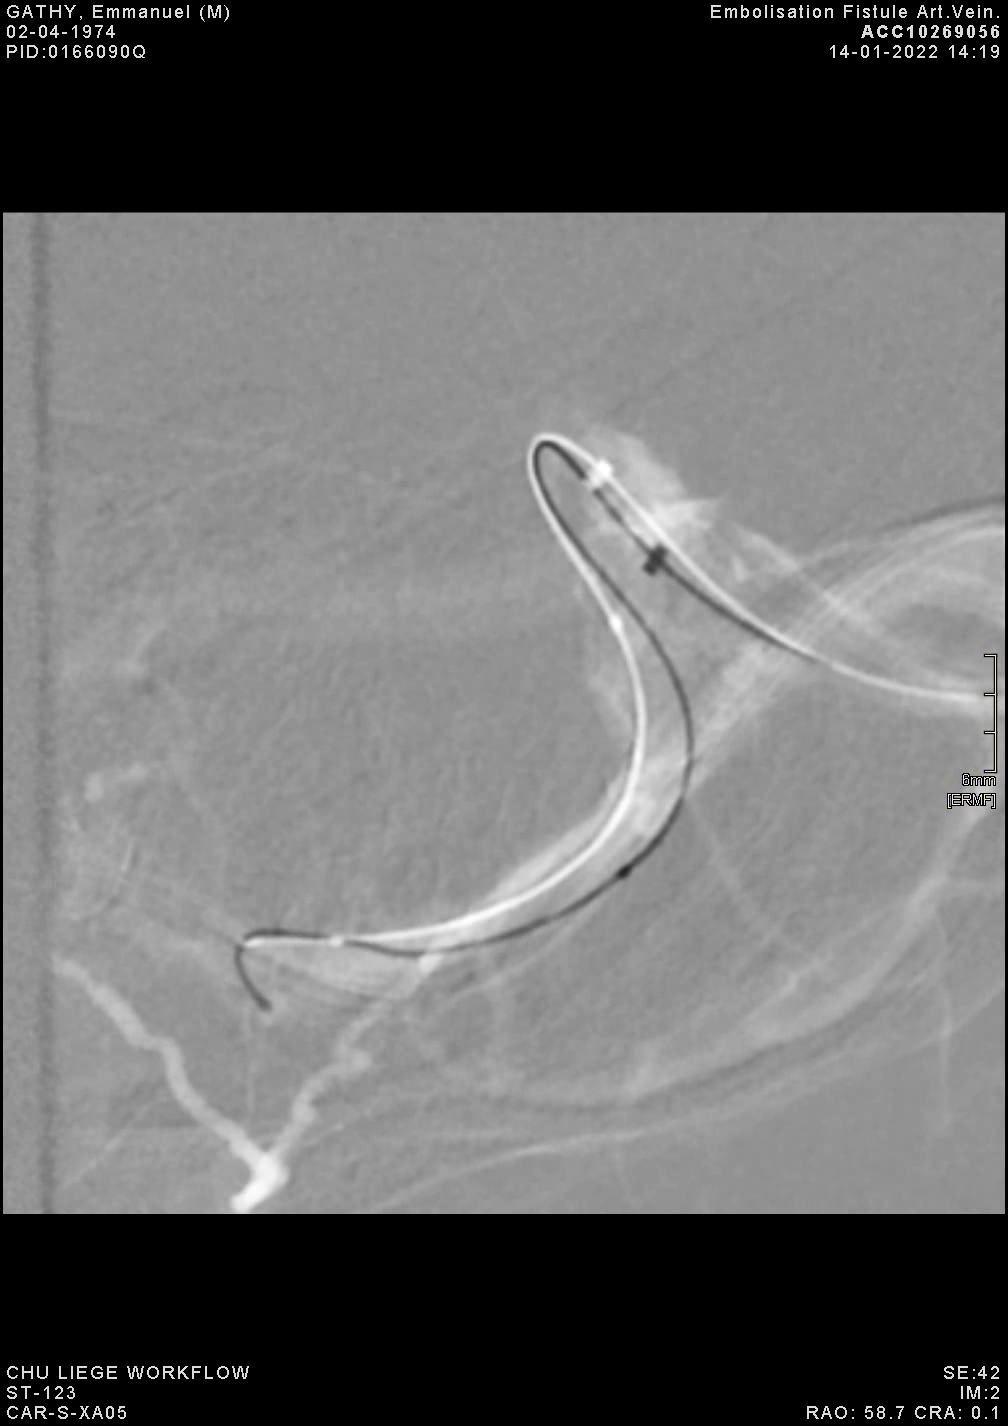 GATHY, Emmanuel (M)
02-04-1974
PID:0166090Q
Embolisation Fistule Art.Vein.
ACC10269056
14-01-2022 14:19
6mm
[ERMF]
CHU LIEGE WORKFLOW
ST-123
CAR-S-XA05
SE:42
IM:2
RAO: 58.7 CRA: 0.1